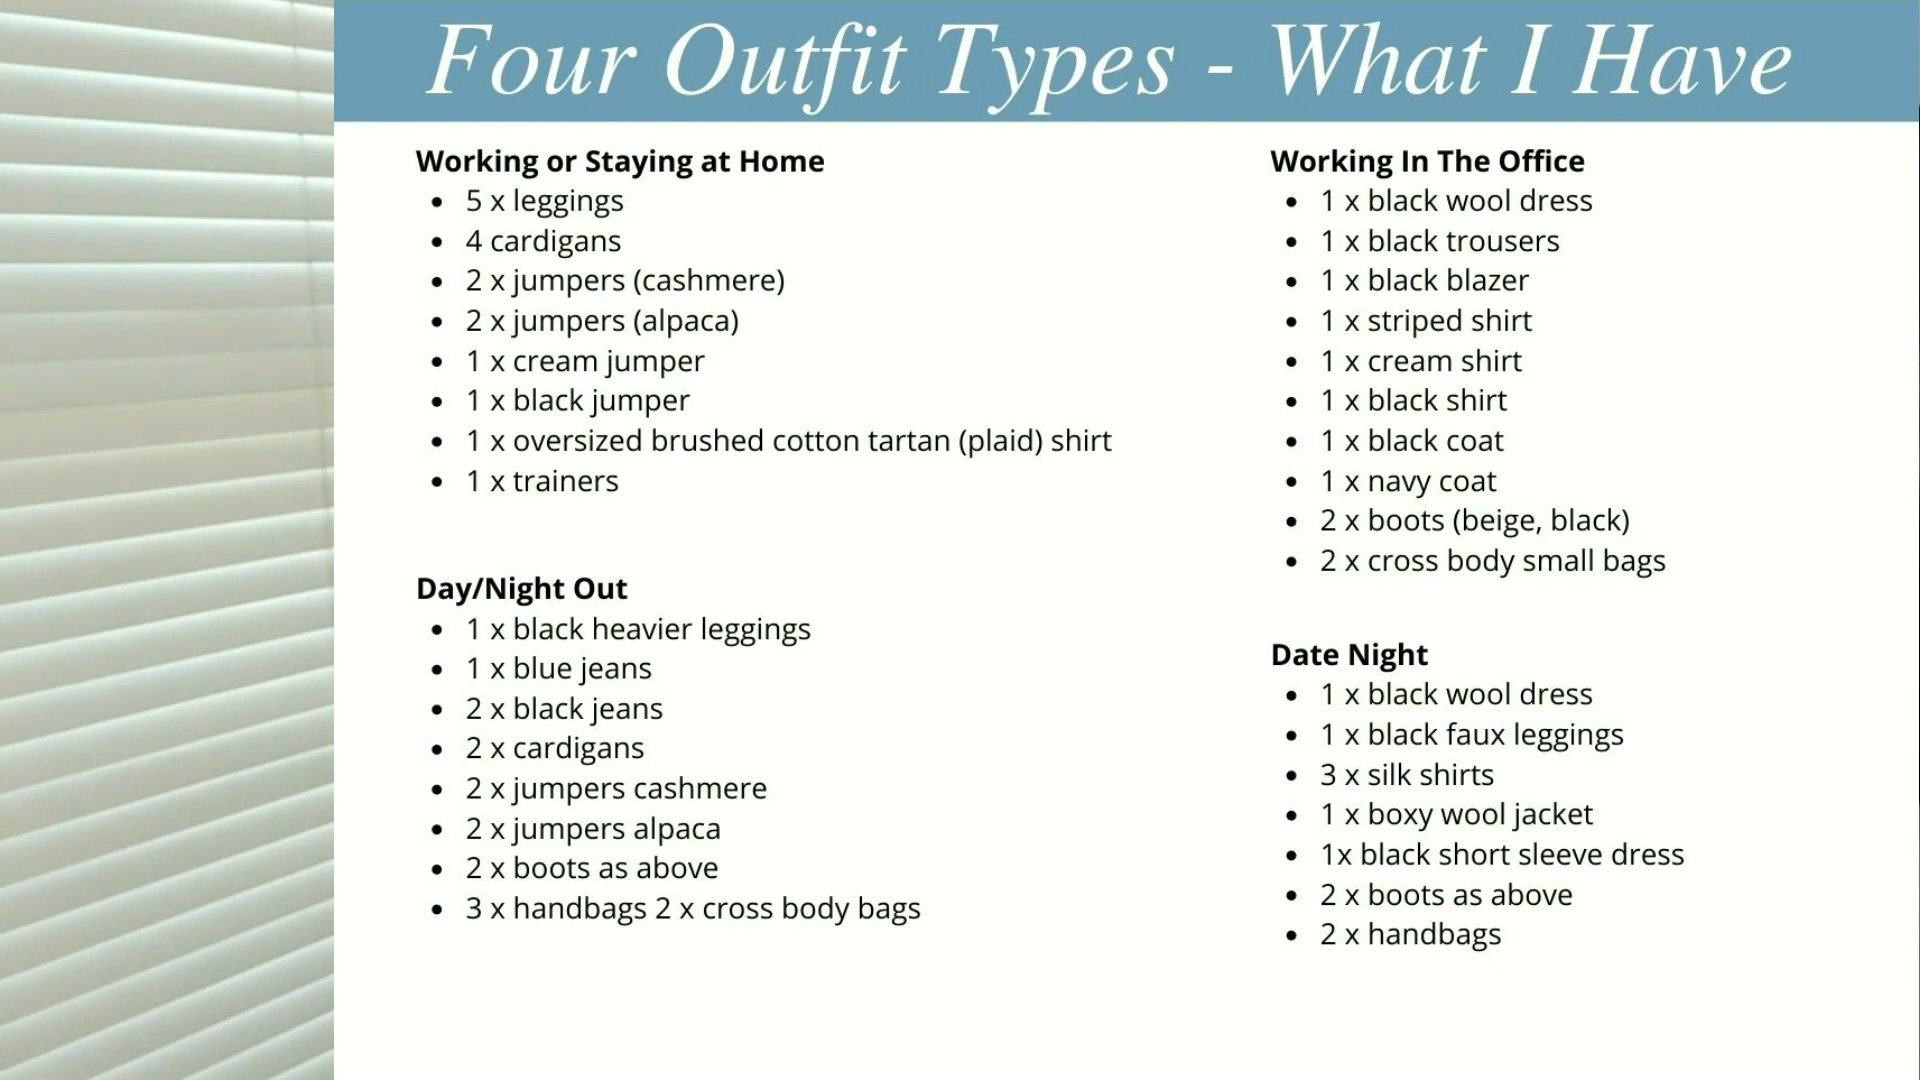 Four Outfit Types - What I Have
Working or Staying at Home
• 5 x leggings
• 4 cardigans
• 2 x jumpers (cashmere)
• 2 x jumpers (alpaca)
• 1 x cream jumper
• 1 x black jumper
• 1 x oversized brushed cotton tartan (plaid) shirt
• 1 x trainers
Day/Night Out
• 1 x black heavier leggings
• 1 x blue jeans
• 2 x black jeans
• 2 x cardigans
• 2 x jumpers cashmere
• 2 x jumpers alpaca
• 2 x boots as above
• 3 x handbags 2 x cross body bags
Working In The Office
• 1 x black wool dress
• 1 x black trousers
• 1 x black blazer
• 1 x striped shirt
• 1 x cream shirt
• 1 x black shirt
• 1 x black coat
• 1 x navy coat
• 2 x boots (beige, black)
• 2 x cross body small bags
Date Night
• 1 x black wool dress
• 1 x black faux leggings
• 3 x silk shirts
• 1 x boxy wool jacket
• 1x black short sleeve dress
• 2 x boots as above
• 2 x handbags